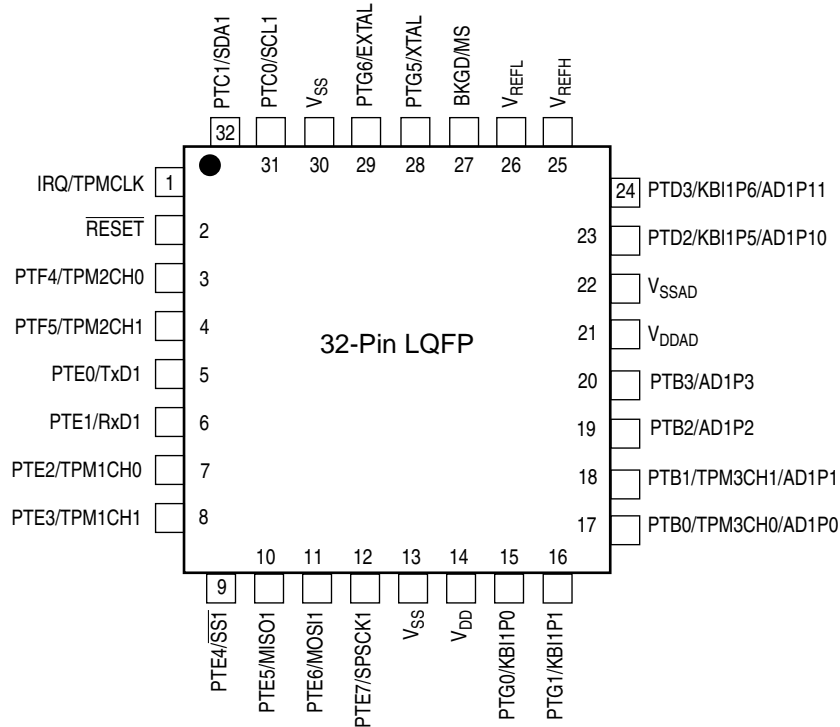 PTC1/SDA1
PTC0/SCL1
VSS
PTG6/EXTAL
PTG5/XTAL
BKGD/MS
VREFL
VREFH
32
31
30
29
28
27
26
25
IRQ/TPMCLK 1
RESET 2
PTF4/TPM2CH0 3
PTF5/TPM2CH1 4
PTE0/TxD1 5
PTE1/RxD1 6
PTE2/TPM1CH0 7
PTE3/TPM1CH1 8
32-Pin LQFP
24 PTD3/KBI1P6/AD1P11
23 PTD2/KBI1P5/AD1P10
22 VSSAD
21 VDDAD
20 PTB3/AD1P3
19 PTB2/AD1P2
18 PTB1/TPM3CH1/AD1P1
17 PTB0/TPM3CH0/AD1P0
9
10
11
12
13
14
15
16
PTE4/SS1
PTE5/MISO1
PTE6/MOSI1
PTE7/SPSCK1
VSS
VDD
PTG0/KBI1P0
PTG1/KBI1P1